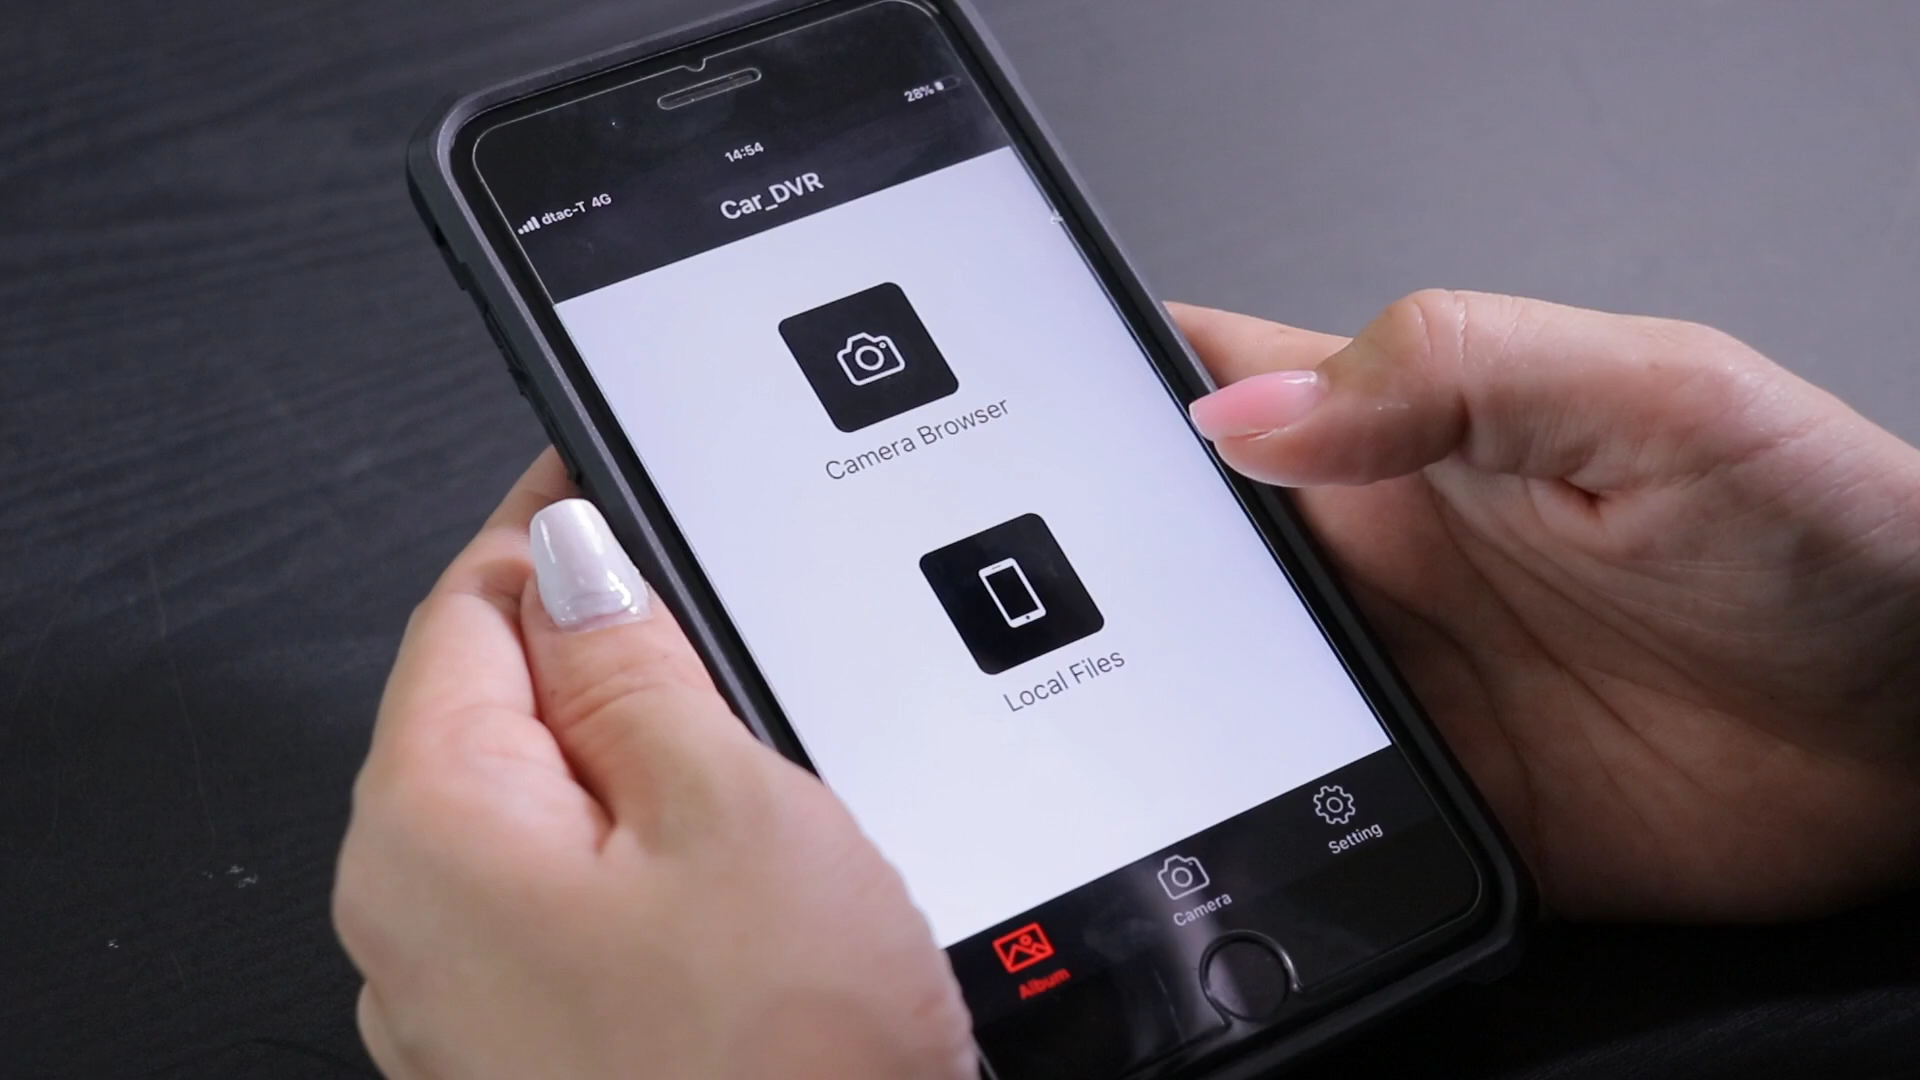 dtac-T 4G 14:54 28%
Car_DVR
Camera Browser
Local Files
Album Camera Setting